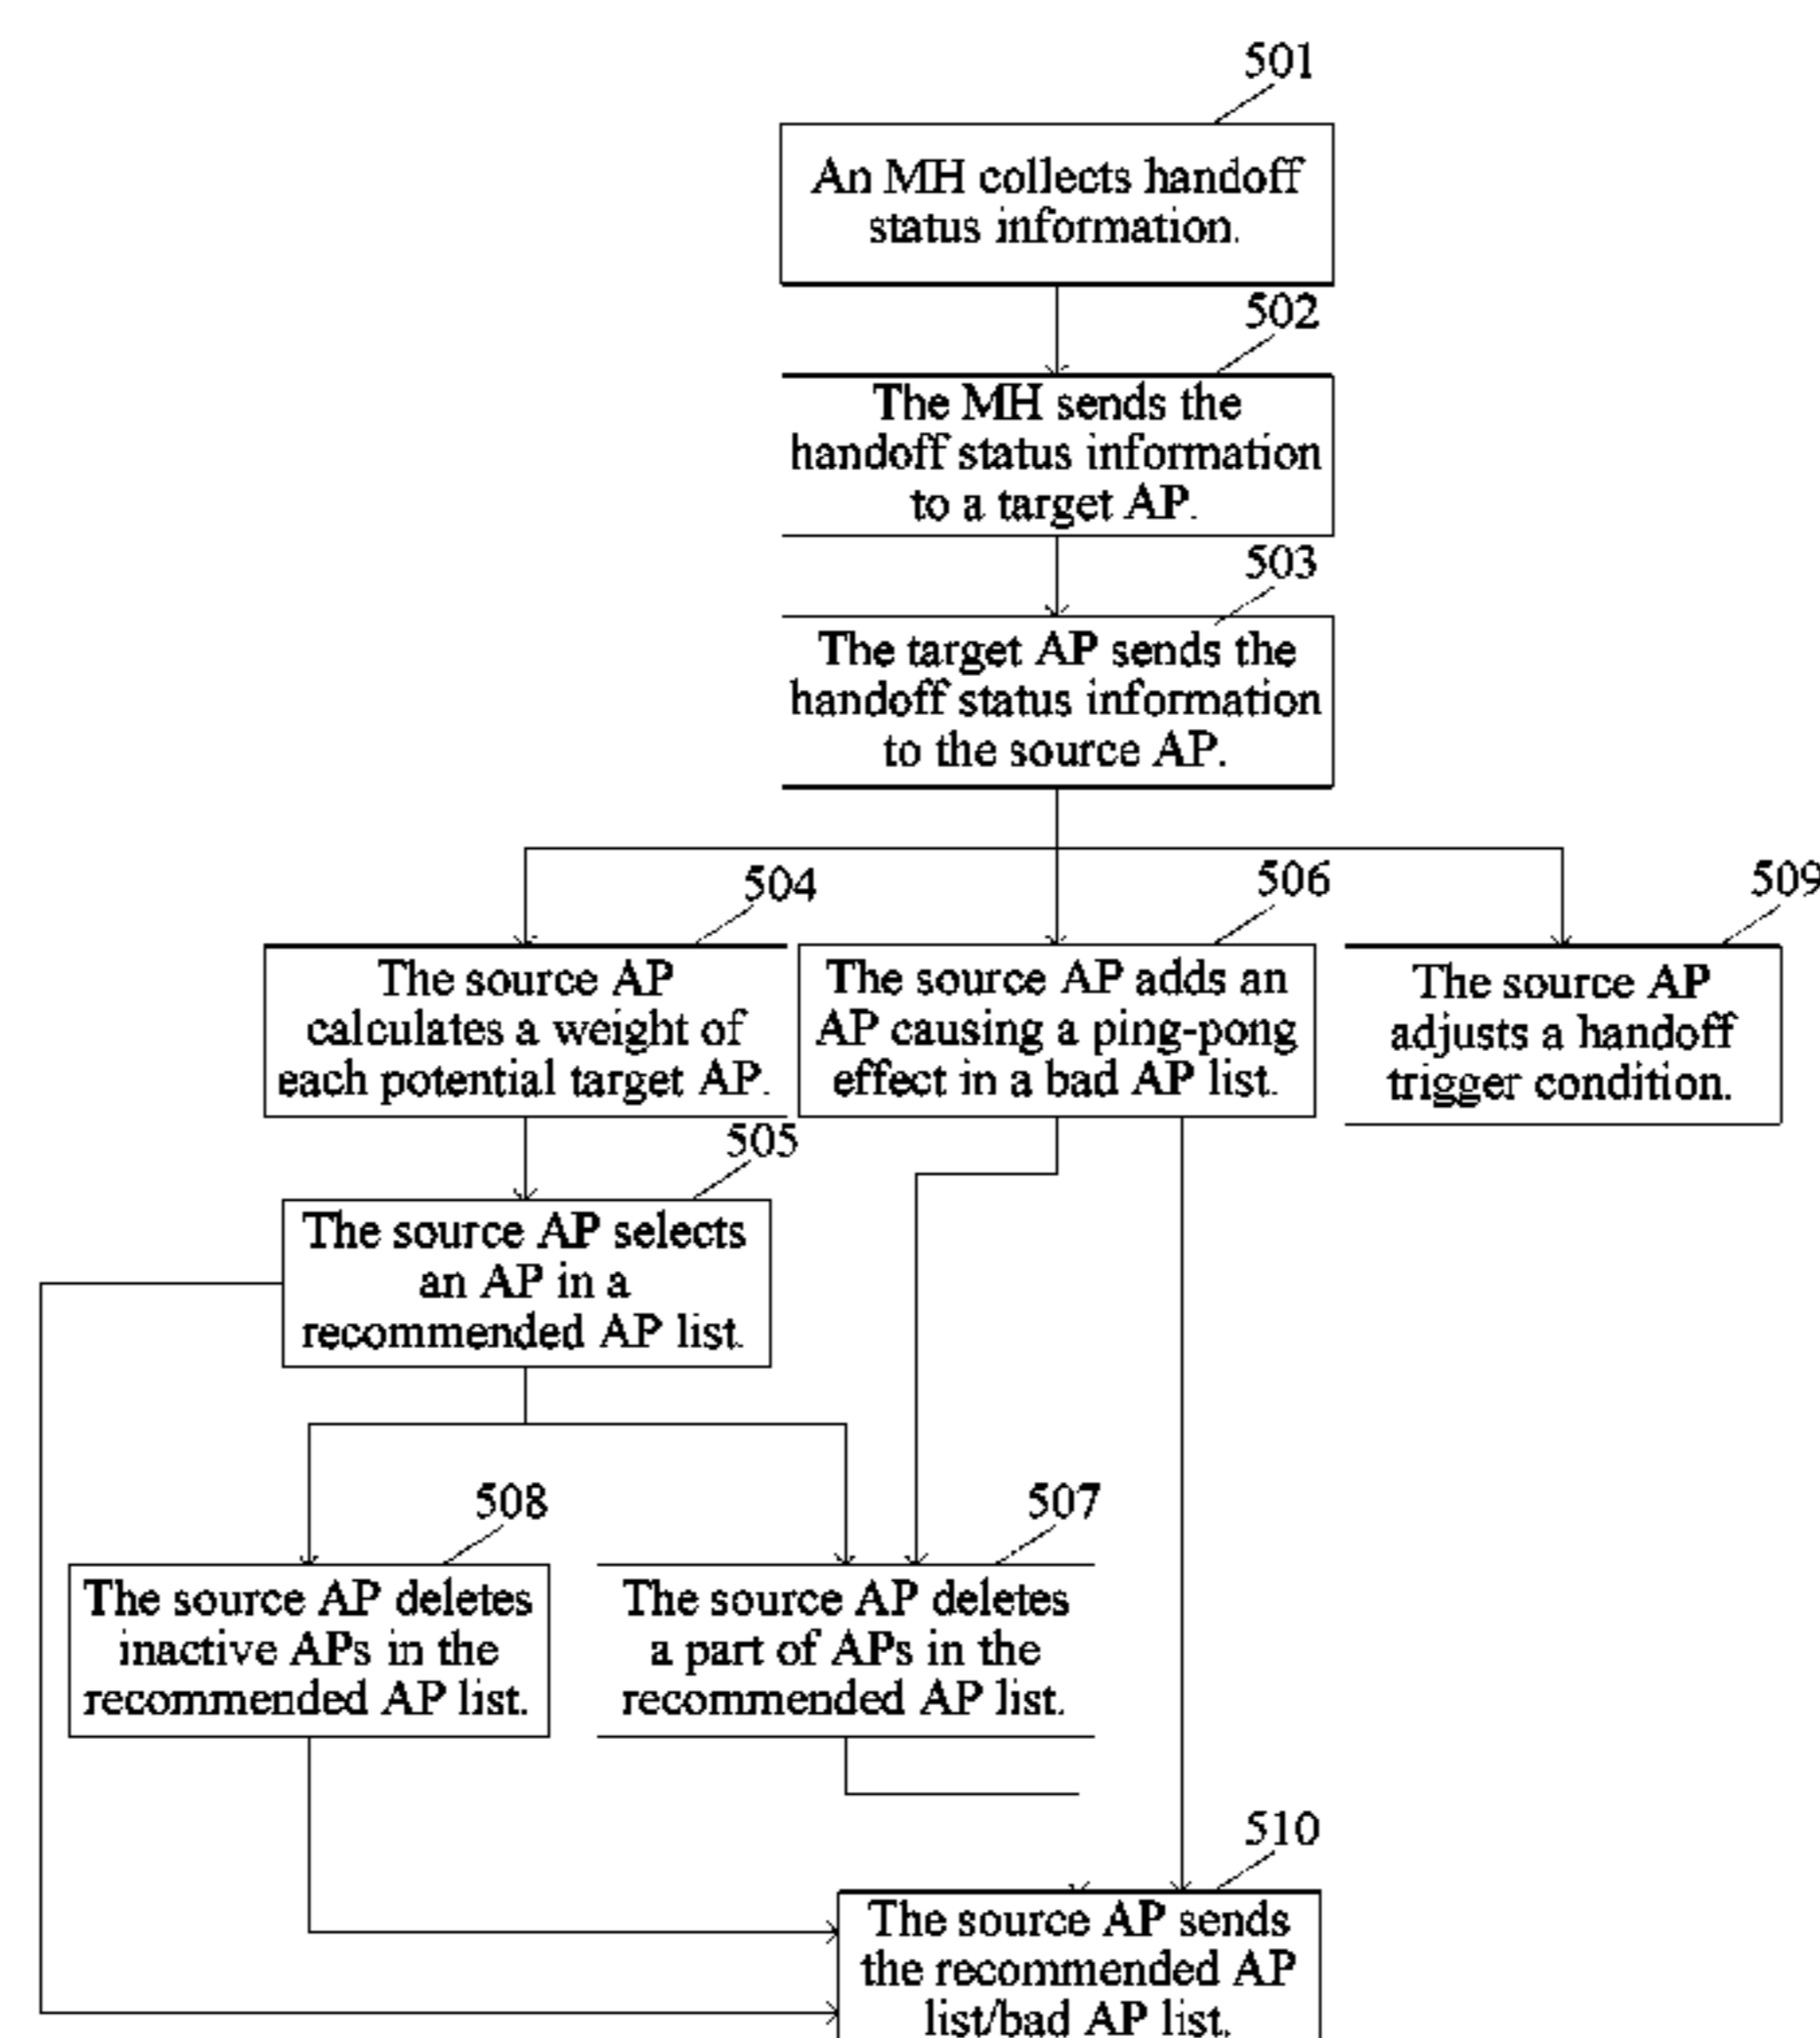 501
An MH collects handoff
status information.
502
The MH sends the
handoff status information
to a target AP.
503
The target AP sends the
handoff status information
to the source AP.
504
The source AP
calculates a weight of
each potential target AP.
506
The source AP adds an
AP causing a ping-pong
effect in a bad AP list.
509
The source AP
adjusts a handoff
trigger condition.
505
The source AP selects
an AP in a
recommended AP list.
508
The source AP deletes
inactive APs in the
recommended AP list.
507
The source AP deletes
a part of APs in the
recommended AP list.
510
The source AP sends
the recommended AP
list/bad AP list.